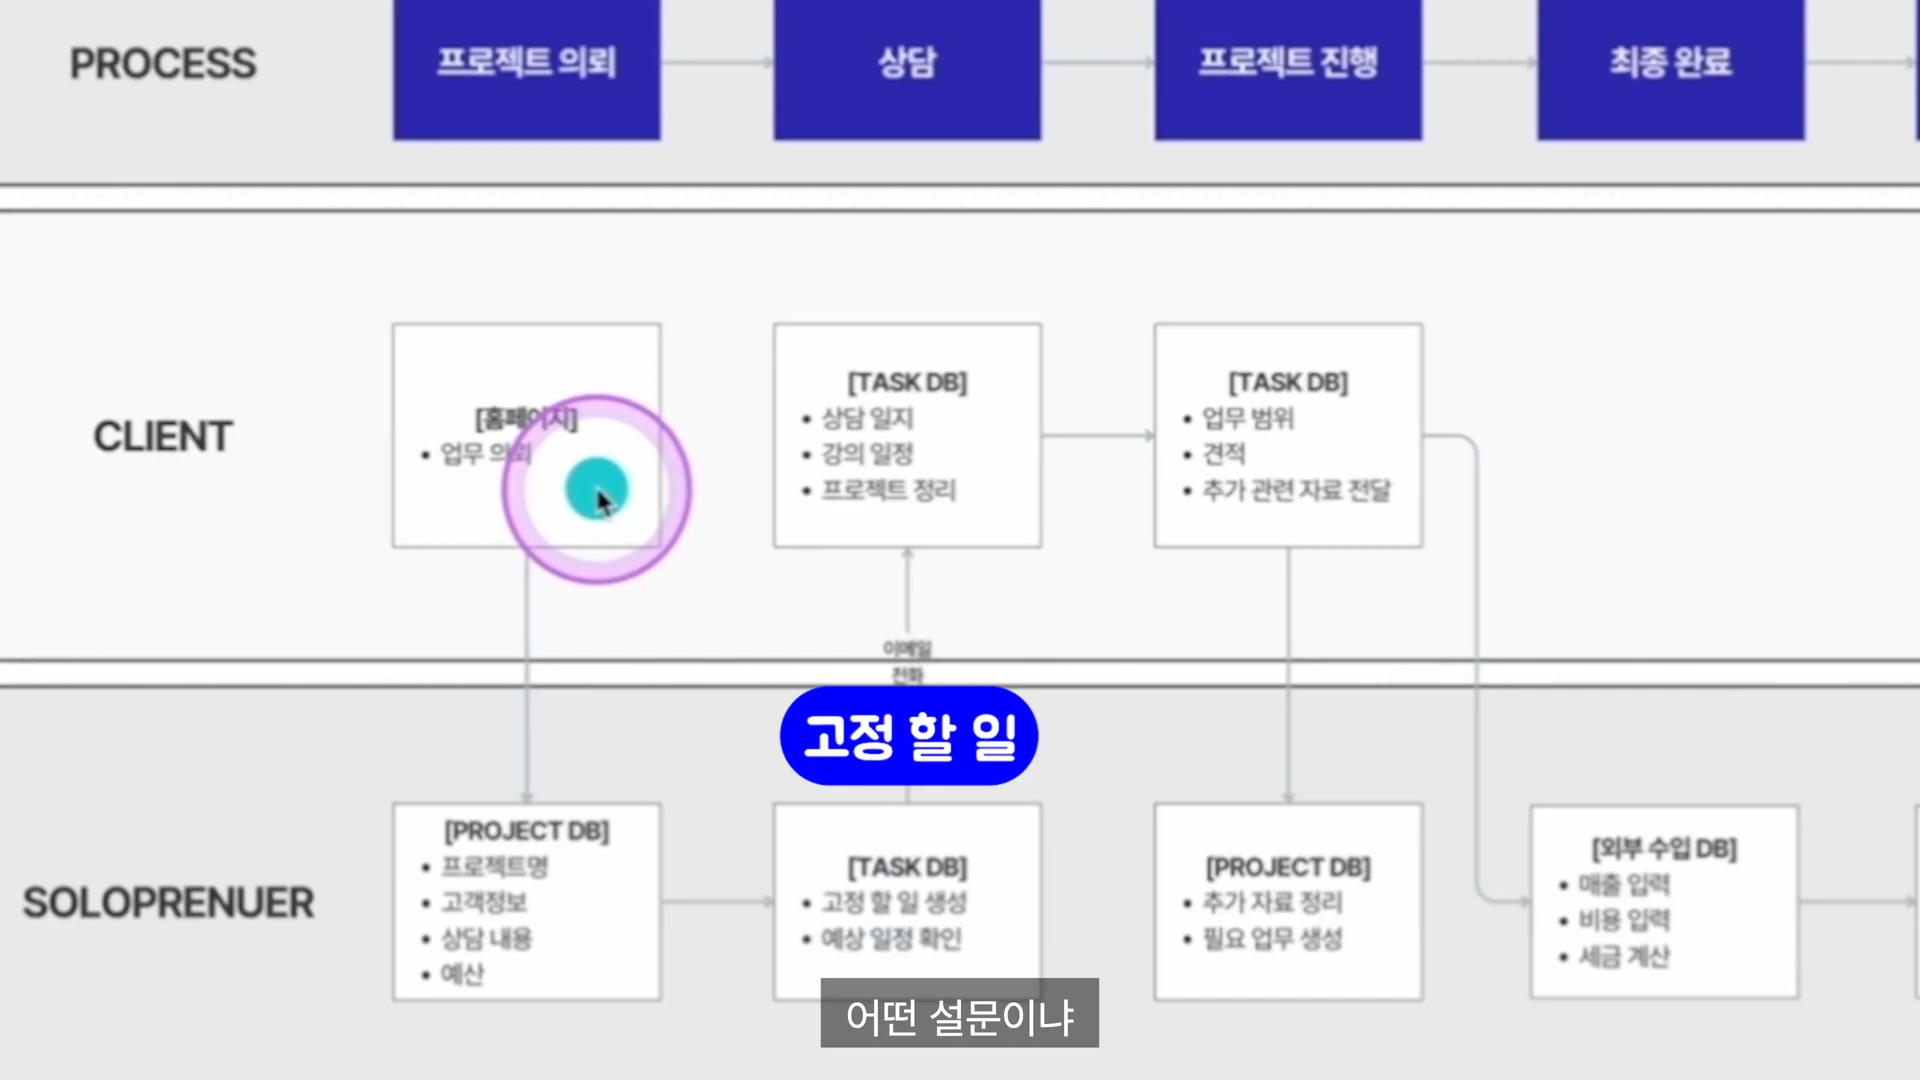 PROCESS
프로젝트 의뢰
상담
프로젝트 진행
최종 완료
CLIENT
[홈페이지]
• 업무 의뢰
[TASK DB]
• 상담 일지
• 강의 일정
• 프로젝트 정리
[TASK DB]
• 업무 범위
• 견적
• 추가 관련 자료 전달
이메일
전화
고정 할 일
SOLOPRENUER
[PROJECT DB]
• 프로젝트명
• 고객정보
• 상담 내용
• 예산
[TASK DB]
• 고정 할 일 생성
• 예상 일정 확인
[PROJECT DB]
• 추가 자료 정리
• 필요 업무 생성
[외부 수입 DB]
• 매출 입력
• 비용 입력
• 세금 계산
어떤 설문이냐